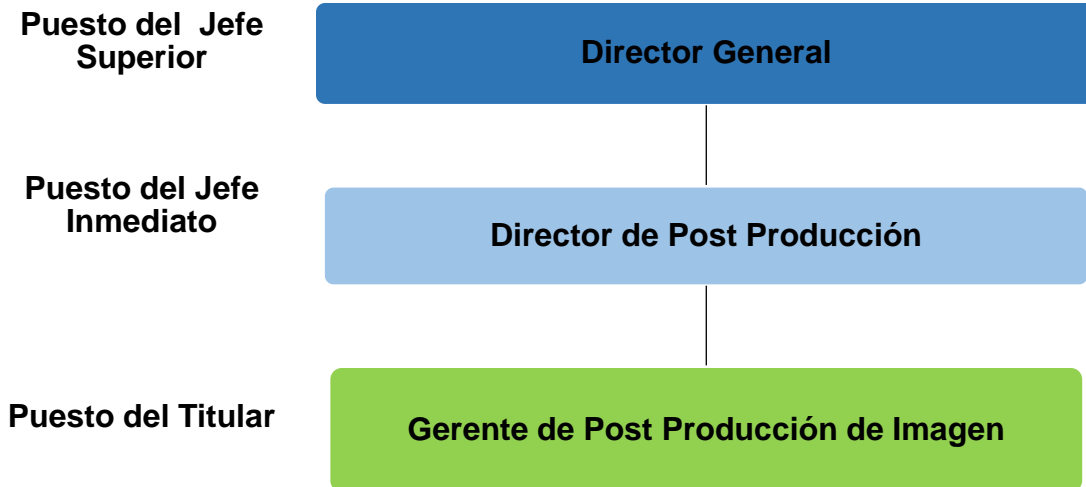 Puesto del Jefe
Superior
Director General
Puesto del Jefe
Inmediato
Director de Post Producción
Puesto del Titular
Gerente de Post Producción de Imagen